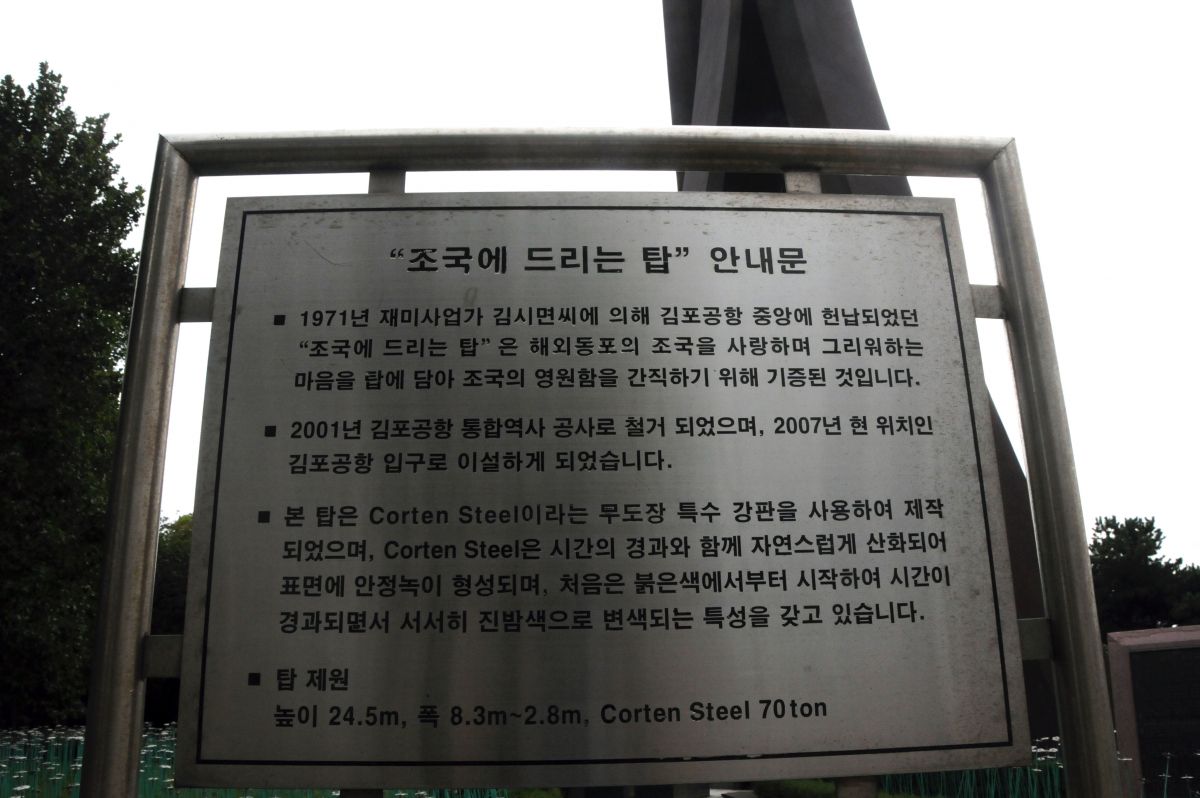 “조국에 드리는 탑” 안내문
■ 1971년 재미사업가 김시면씨에 의해 김포공항 중앙에 헌납되었던
“조국에 드리는 탑” 은 해외동포의 조국을 사랑하며 그리워하는
마음을 탑에 담아 조국의 영원함을 간직하기 위해 기증된 것입니다.
■ 2001년 김포공항 통합역사 공사로 철거 되었으며, 2007년 현 위치인
김포공항 입구로 이설하게 되었습니다.
■ 본 탑은 Corten Steel이라는 무도장 특수 강판을 사용하여 제작
되었으며, Corten Steel은 시간의 경과와 함께 자연스럽게 산화되어
표면에 안정녹이 형성되며, 처음은 붉은색에서부터 시작하여 시간이
경과되면서 서서히 진밤색으로 변색되는 특성을 갖고 있습니다.
■ 탑 제원
높이 24.5m, 폭 8.3m~2.8m, Corten Steel 70ton